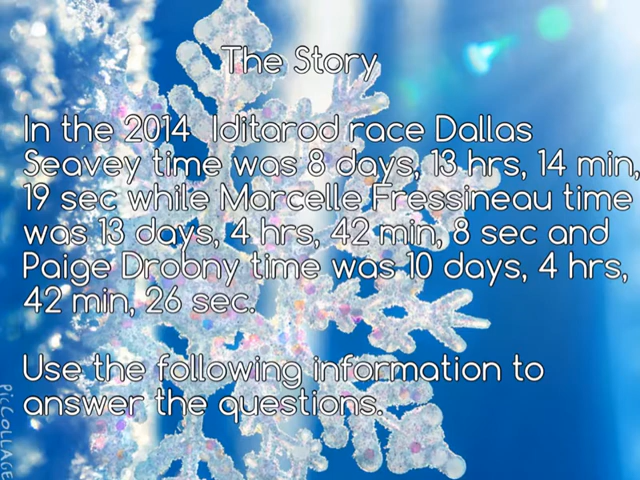 The Story
In the 2014 Iditarod race Dallas
Seavey time was 8 days, 13 hrs, 14 min,
19 sec while Marcelle Fressineau time
was 13 days, 4 hrs, 42 min, 8 sec and
Paige Drobny time was 10 days, 4 hrs,
42 min, 26 sec.
Use the following information to
answer the questions.
PiCCOLLAGE